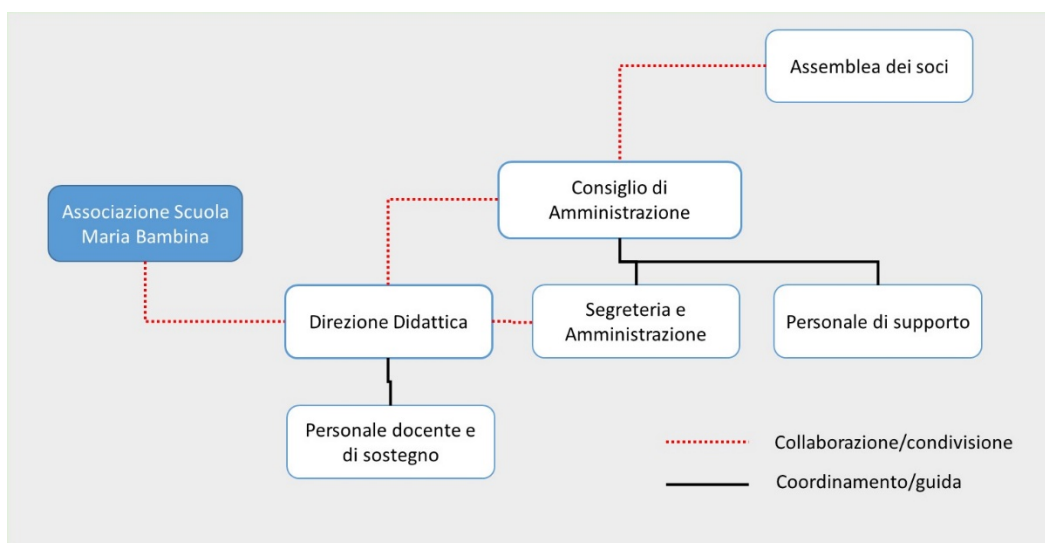 Assemblea dei soci
Consiglio di
Amministrazione
Associazione Scuola
Maria Bambina
Direzione Didattica
Segreteria e
Amministrazione
Personale di supporto
Personale docente e
di sostegno
Collaborazione/condivisione
Coordinamento/guida